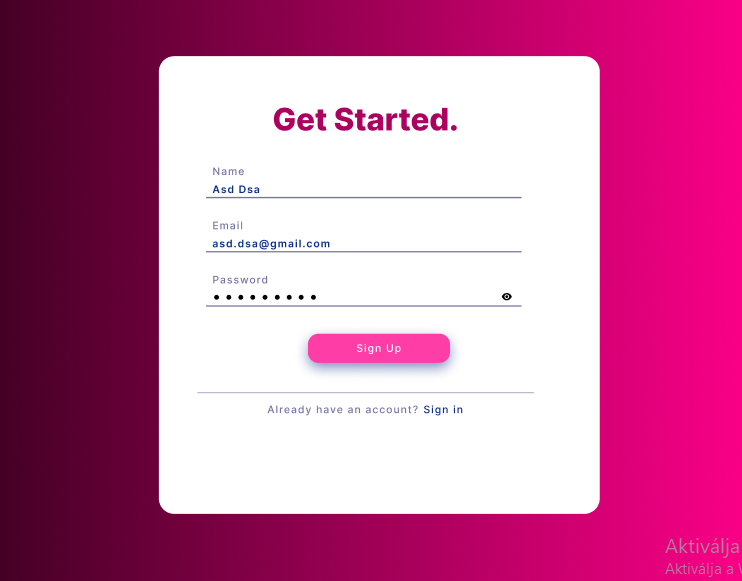 Get Started.
Name
Asd Dsa
Email
asd.dsa@gmail.com
Password
Sign Up
Already have an account? Sign in
Aktiválja
Aktiválja a